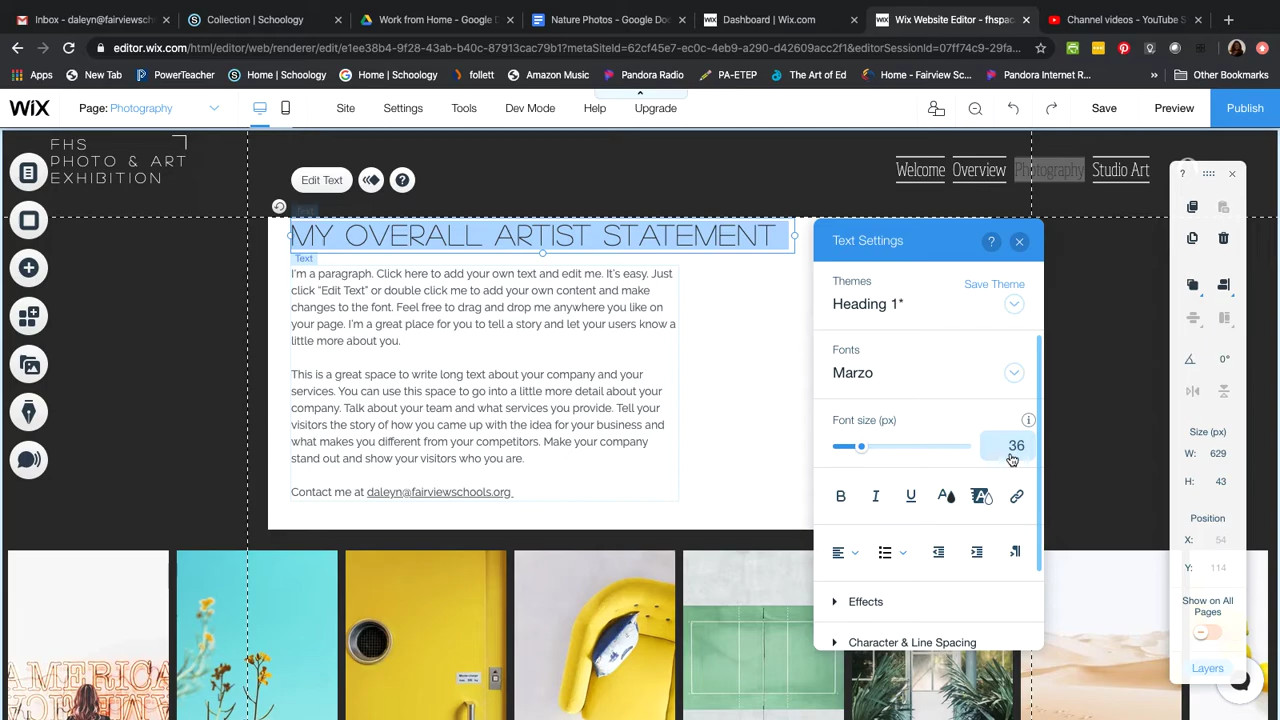 Inbox - daleyn@fairviewsch
Collection | Schoology
Work from Home - Google D
Nature Photos - Google Doc
Dashboard | Wix.com
Wix Website Editor - fhspac
Channel videos - YouTube S
editor.wix.com/html/editor/web/renderer/edit/e1ee38b4-9f28-43ab-b40c-87913cac79b1?metaSiteId=62cf45e7-ec0c-4eb9-a290-d42609acc2f1&editorSessionId=07ff74c9-29fa...
Apps
New Tab
PowerTeacher
Home | Schoology
Home | Schoology
follett
Amazon Music
Pandora Radio
PA-ETEP
The Art of Ed
Home - Fairview Sc...
Pandora Internet R...
Other Bookmarks
WiX
Page: Photography
Site
Settings
Tools
Dev Mode
Help
Upgrade
Save
Preview
Publish
FHS
PHOTO & ART
EXHIBITION
Welcome
Overview
Photography
Studio Art
Edit Text
MY OVERALL ARTIST STATEMENT
Text
I'm a paragraph. Click here to add your own text and edit me. It's easy. Just
click "Edit Text" or double click me to add your own content and make
changes to the font. Feel free to drag and drop me anywhere you like on
your page. I'm a great place for you to tell a story and let your users know a
little more about you.
This is a great space to write long text about your company and your
services. You can use this space to go into a little more detail about your
company. Talk about your team and what services you provide. Tell your
visitors the story of how you came up with the idea for your business and
what makes you different from your competitors. Make your company
stand out and show your visitors who you are.
Contact me at daleyn@fairviewschools.org
Text Settings
?
Themes
Save Theme
Heading 1*
Fonts
Marzo
Font size (px)
36
B
I
U
A
A
Effects
Character & Line Spacing
?
0°
Size (px)
W: 629
H: 43
Position
X: 54
Y: 114
Show on All
Pages
Layers
AMERICA